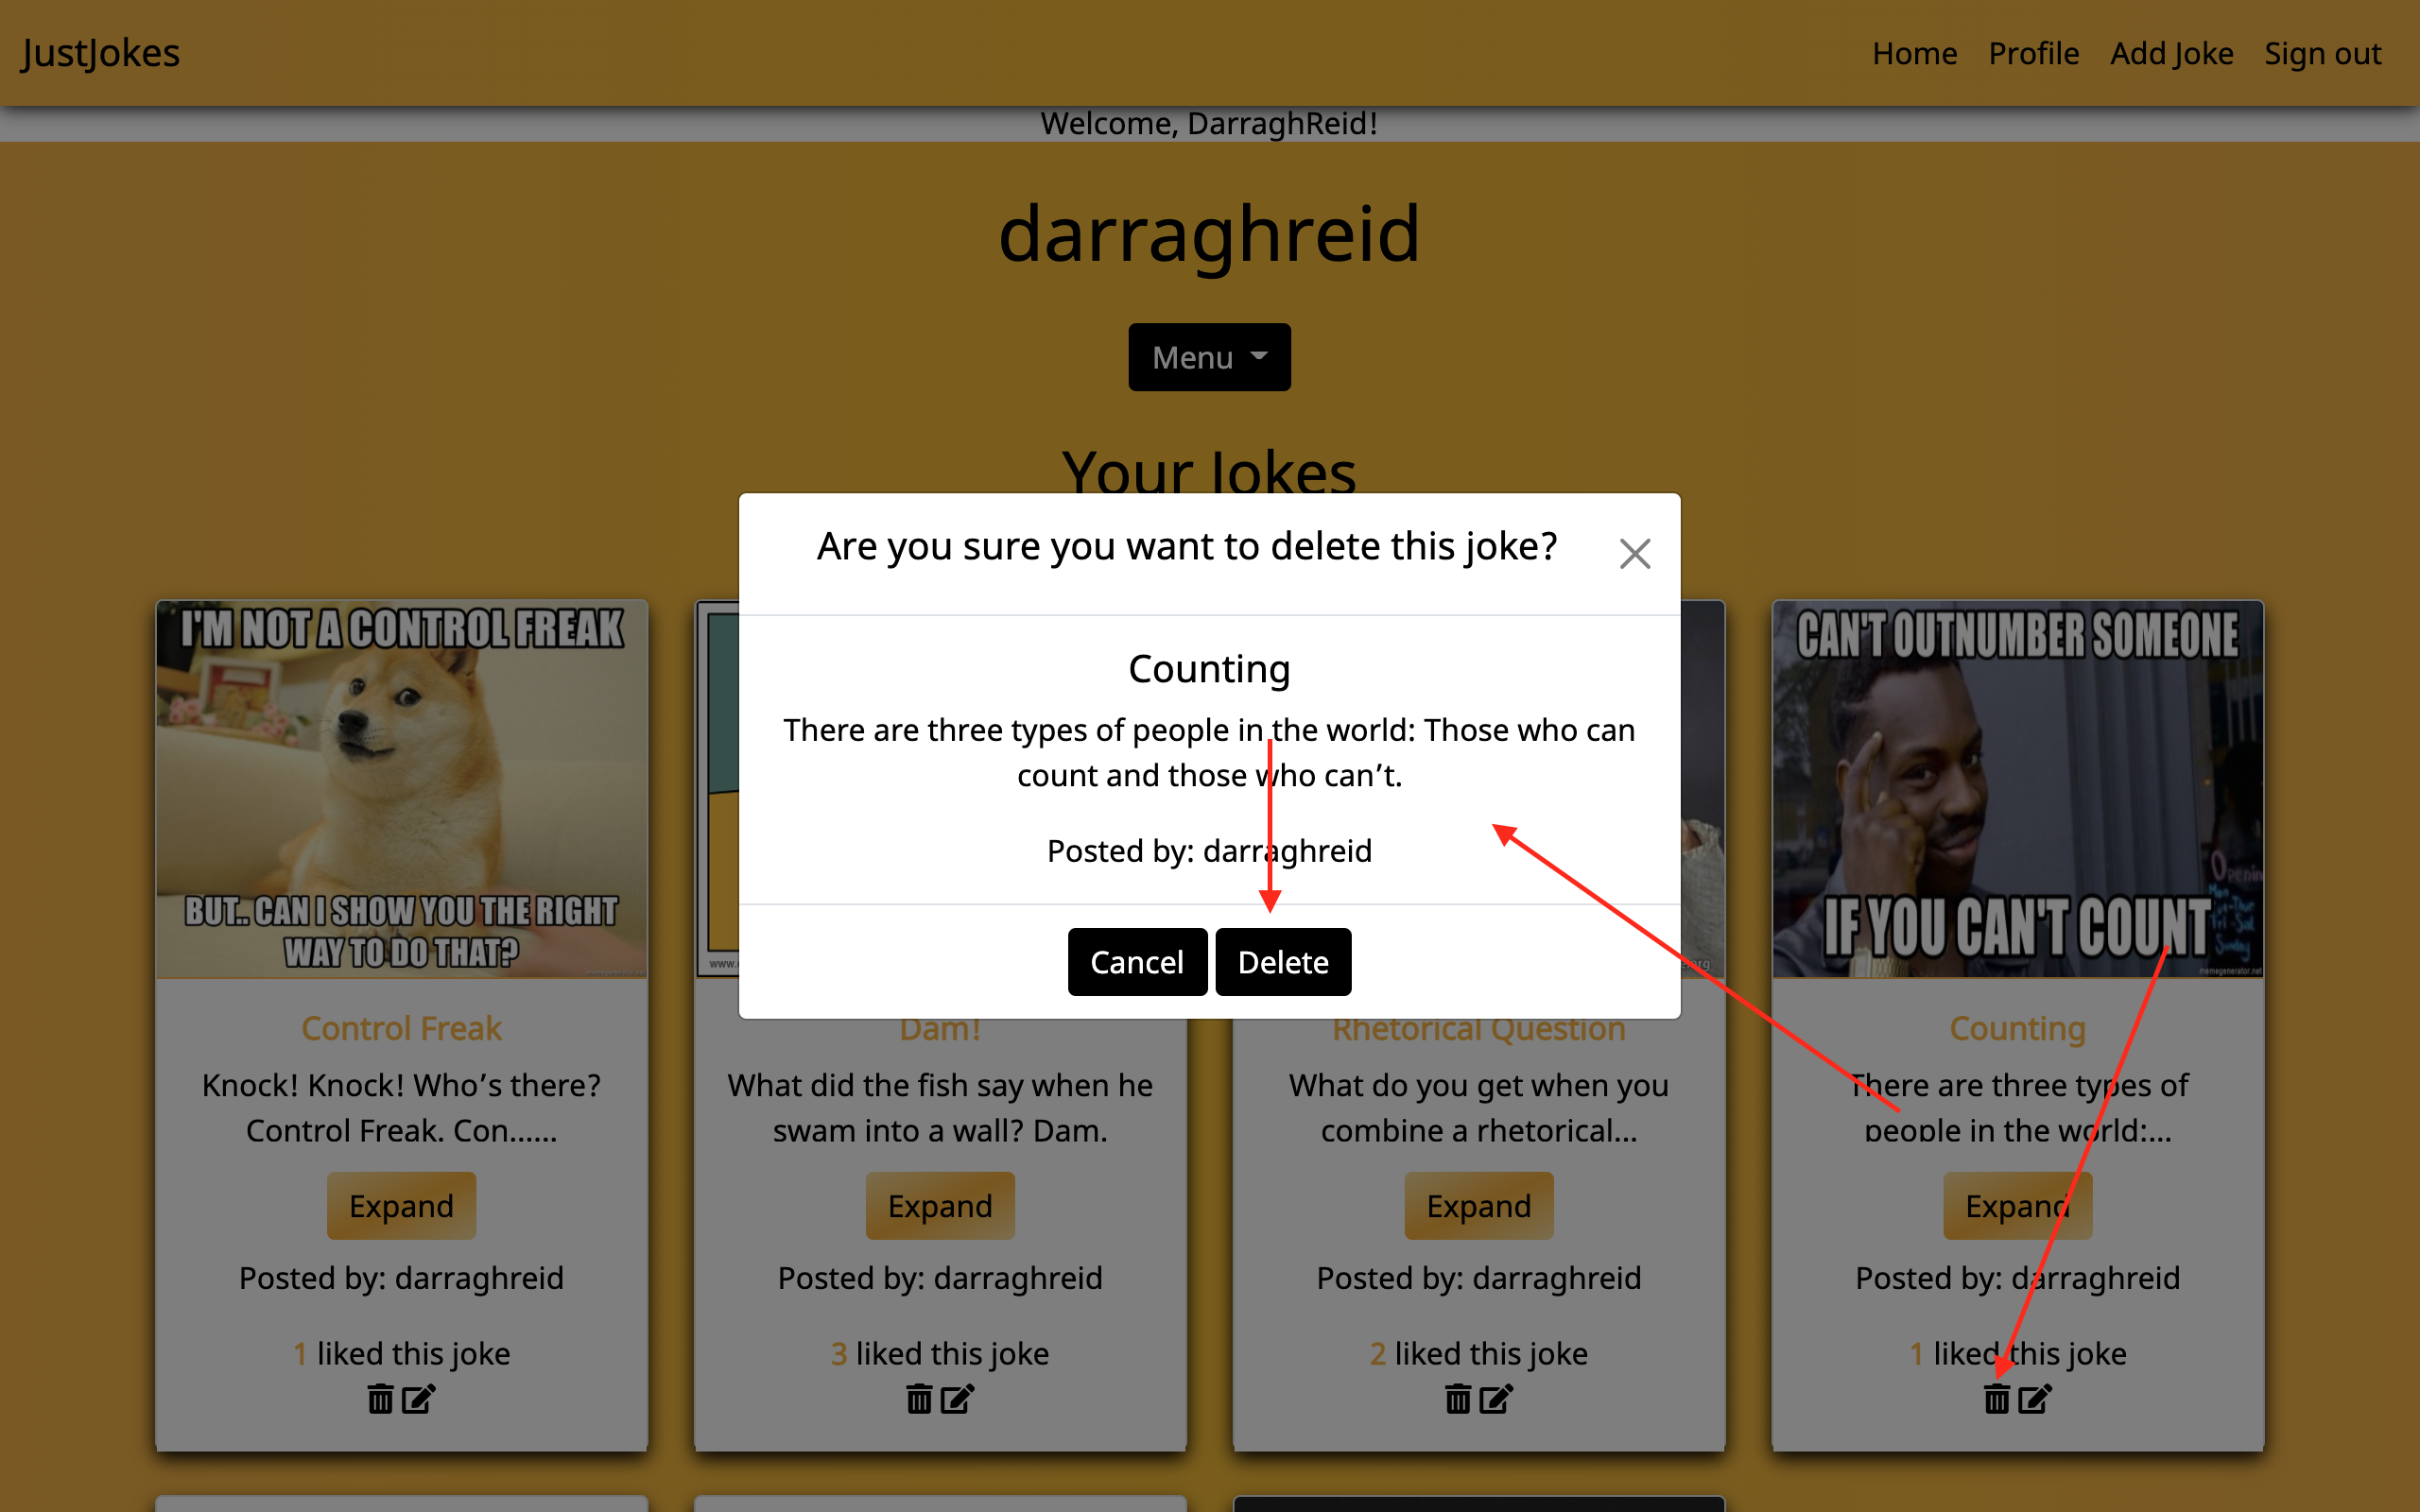 JustJokes
Home Profile Add Joke Sign out
Welcome, DarraghReid!
darraghreid
Menu
Your Jokes
Are you sure you want to delete this joke?
Counting
There are three types of people in the world: Those who can
count and those who can’t.
Posted by: darraghreid
Cancel Delete
I'M NOT A CONTROL FREAK
BUT.. CAN I SHOW YOU THE RIGHT
WAY TO DO THAT?
memegenerator.net
Control Freak
Knock! Knock! Who’s there?
Control Freak. Con......
Expand
Posted by: darraghreid
1 liked this joke
www.
Dam!
What did the fish say when he
swam into a wall? Dam.
Expand
Posted by: darraghreid
3 liked this joke
Rhetorical Question
What do you get when you
combine a rhetorical...
Expand
Posted by: darraghreid
2 liked this joke
CAN'T OUTNUMBER SOMEONE
IF YOU CAN'T COUNT
memegenerator.net
Counting
There are three types of
people in the world:...
Expand
Posted by: darraghreid
1 liked this joke